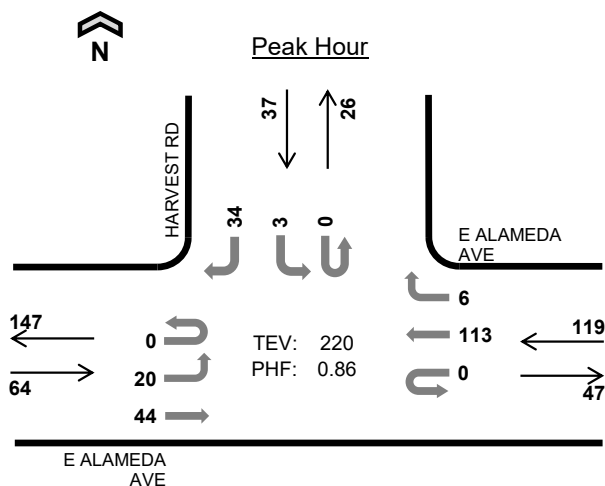 N
Peak Hour
HARVEST RD
37
26
34
3
0
E ALAMEDA
AVE
6
147
0
TEV: 220
113
119
64
20
PHF: 0.86
0
47
44
E ALAMEDA
AVE